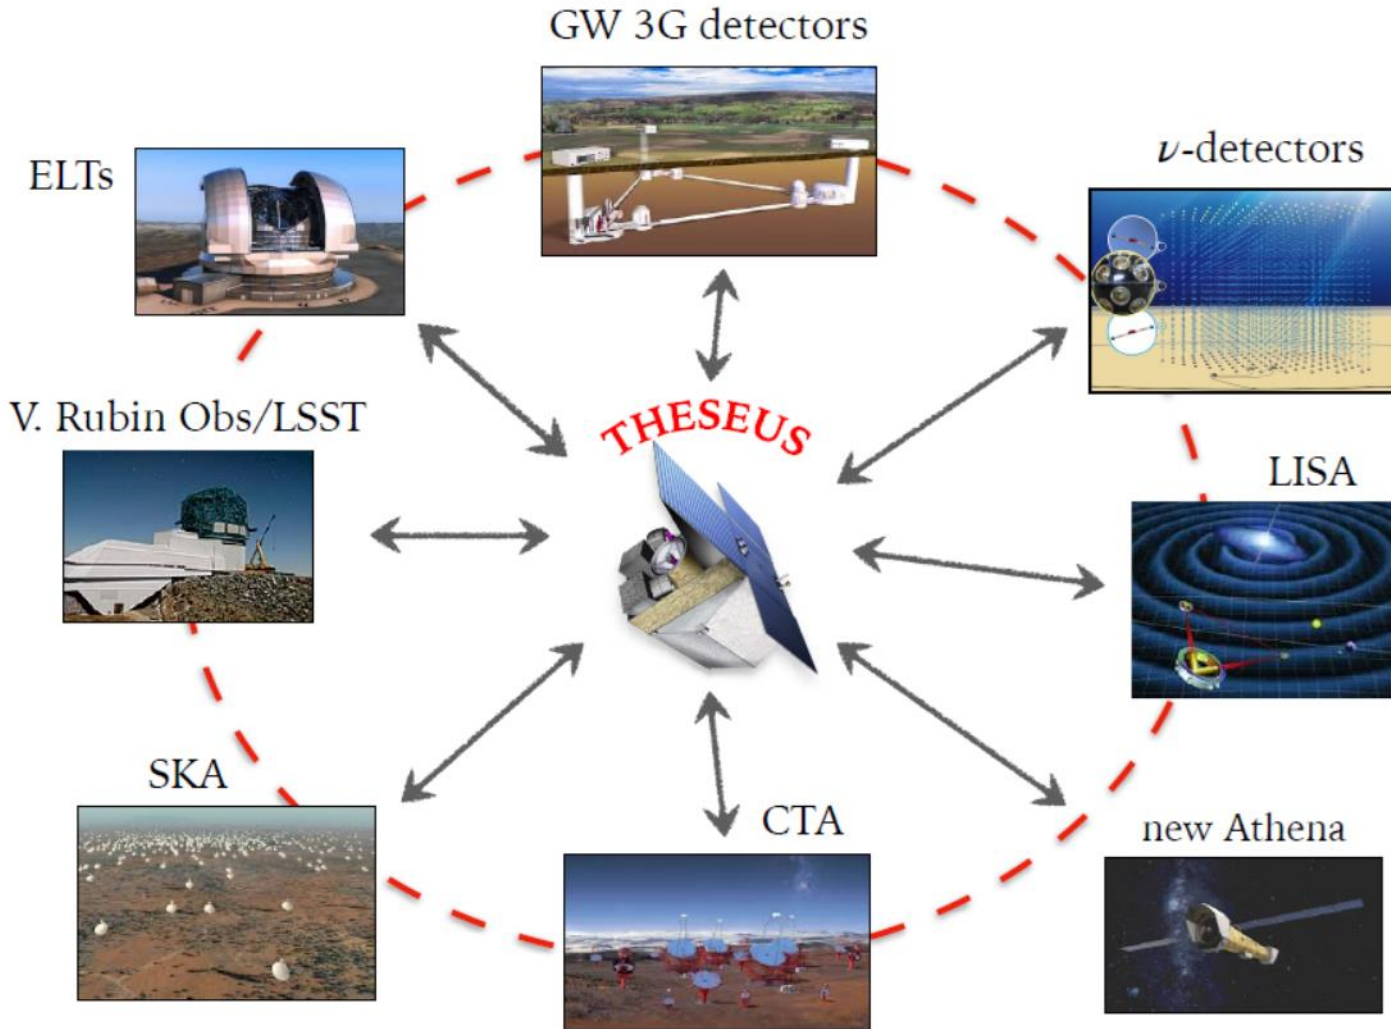 GW 3G detectors
ELTs
ν-detectors
THESEUS
V. Rubin Obs/LSST
LISA
SKA
CTA
new Athena